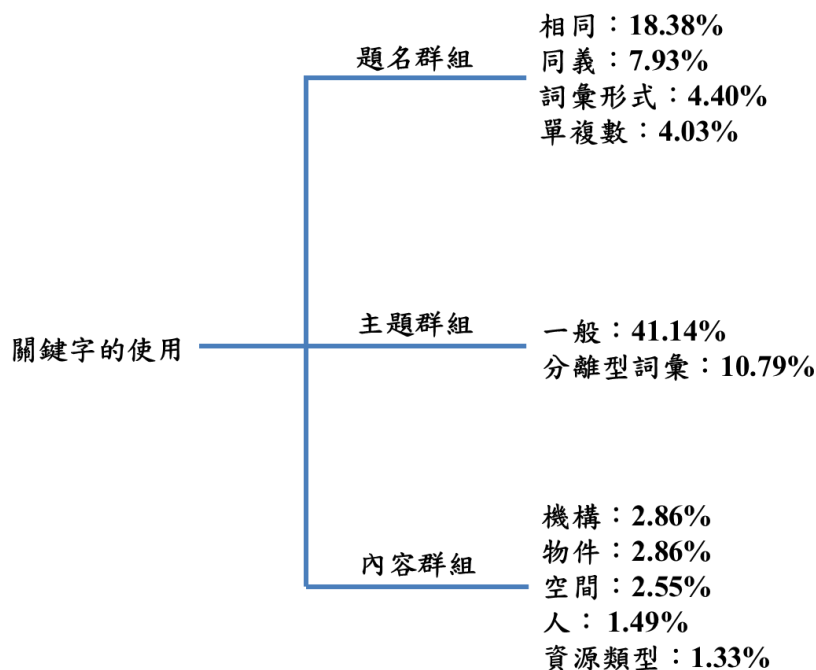 題名群組
相同：18.38%
同義：7.93%
詞彙形式：4.40%
單複數：4.03%
關鍵字的使用
主題群組
一般：41.14%
分離型詞彙：10.79%
內容群組
機構：2.86%
物件：2.86%
空間：2.55%
人：1.49%
資源類型：1.33%